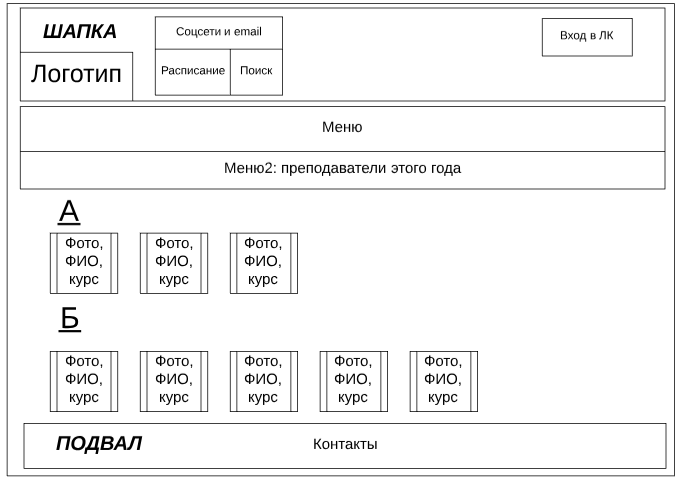 ШАПКА
Логотип
Соцсети и email
Расписание
Поиск
Вход в ЛК
Меню
Меню2: преподаватели этого года
А
Фото,
ФИО,
курс
Фото,
ФИО,
курс
Фото,
ФИО,
курс
Б
Фото,
ФИО,
курс
Фото,
ФИО,
курс
Фото,
ФИО,
курс
Фото,
ФИО,
курс
Фото,
ФИО,
курс
ПОДВАЛ
Контакты